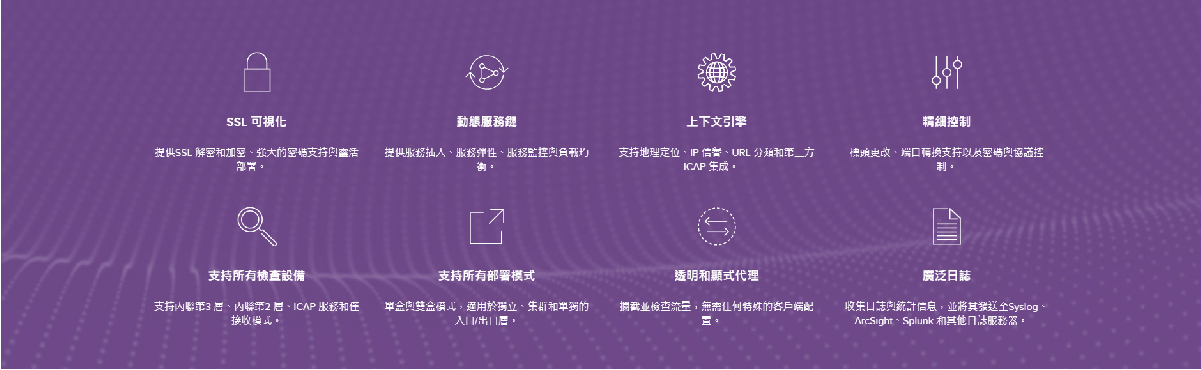 SSL 可視化
提供SSL 解密和加密、強大的密碼支持與靈活
部署。
動態服務鏈
提供服務插入、服務彈性、服務監控與負載均
衡。
上下文引擎
支持地理定位、IP 信譽、URL 分類和第三方
ICAP 集成。
精細控制
標頭更改、端口轉換支持以及密碼與協議控
制。
支持所有檢查設備
支持內聯第3 層、內聯第2 層、ICAP 服務和僅
接收模式。
支持所有部署模式
單盒與雙盒模式，適用於獨立、集群和單獨的
入口/出口層。
透明和顯式代理
攔截並檢查流量，無需任何特殊的客戶端配
置。
廣泛日誌
收集日誌與統計信息，並將其發送至Syslog、
ArcSight、Splunk 和其他日誌服務器。